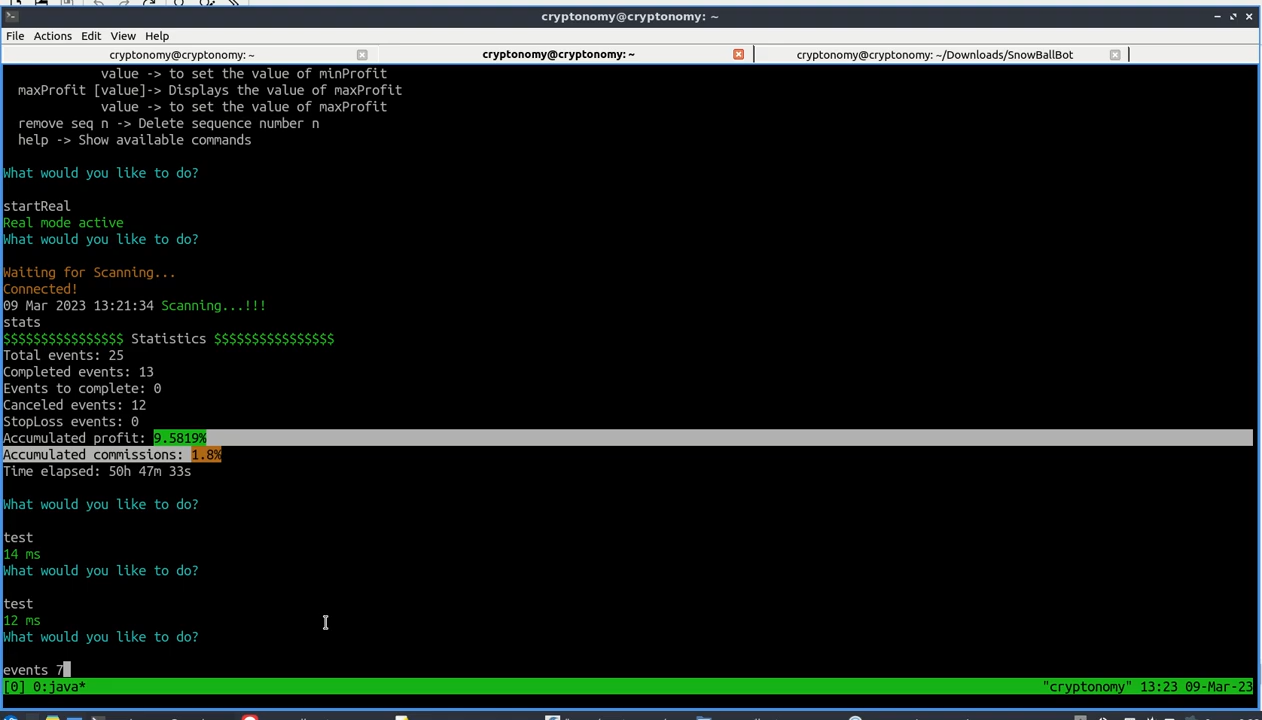 cryptonomy@cryptonomy: ~
File Actions Edit View Help
cryptonomy@cryptonomy: ~ cryptonomy@cryptonomy: ~ cryptonomy@cryptonomy: ~/Downloads/SnowBallBot
value -> to set the value of minProfit
maxProfit [value]-> Displays the value of maxProfit
value -> to set the value of maxProfit
remove seq n -> Delete sequence number n
help -> Show available commands
What would you like to do?
startReal
Real mode active
What would you like to do?
Waiting for Scanning...
Connected!
09 Mar 2023 13:21:34 Scanning...!!!
stats
$$$$$$$$$$$$$$$$ Statistics $$$$$$$$$$$$$$$$
Total events: 25
Completed events: 13
Events to complete: 0
Canceled events: 12
StopLoss events: 0
Accumulated profit: 9.5819%
Accumulated commissions: 1.8%
Time elapsed: 50h 47m 33s
What would you like to do?
test
14 ms
What would you like to do?
test
12 ms
What would you like to do?
events 7
[0] 0:java* "cryptonomy" 13:23 09-Mar-23